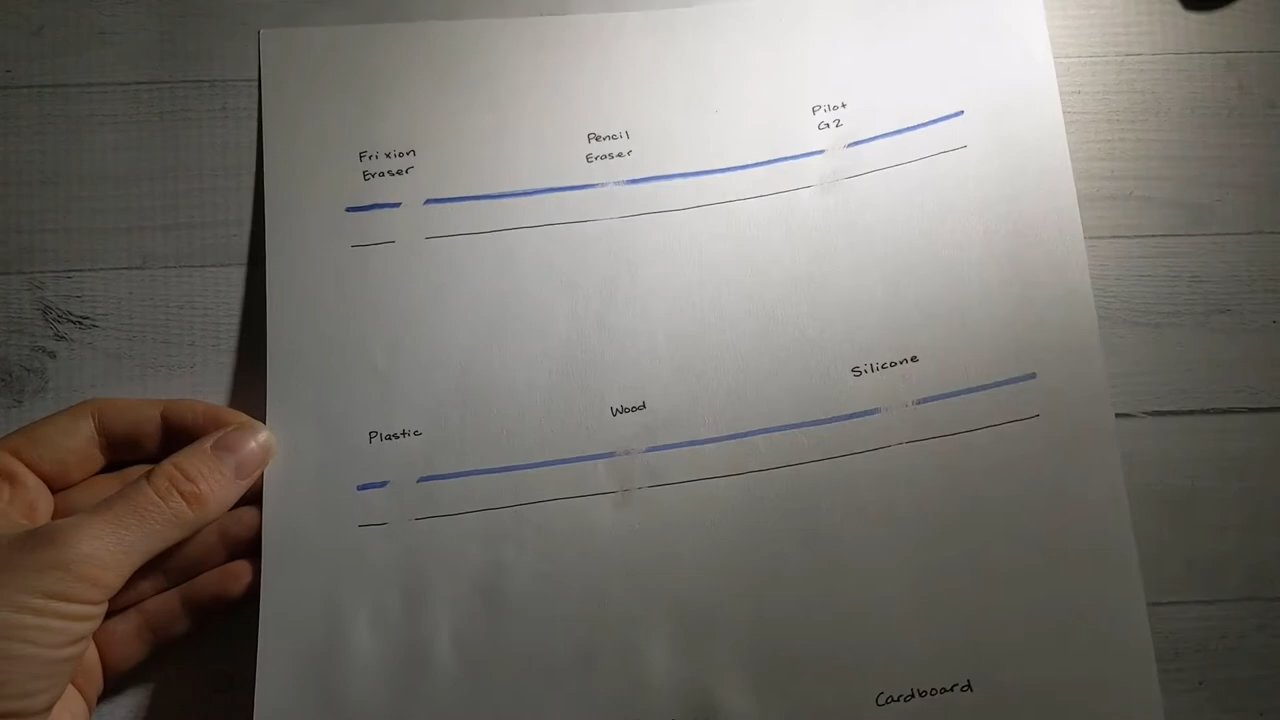 Frixion
Eraser
Pencil
Eraser
Pilot
G2
Plastic
Wood
Silicone
Cardboard